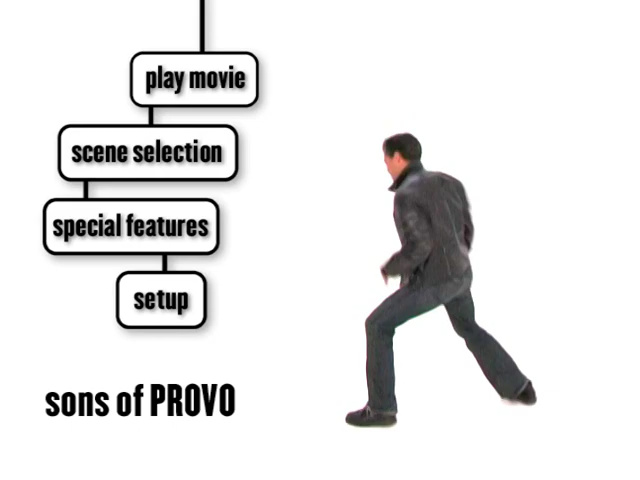 play movie
scene selection
special features
setup
sons of PROVO